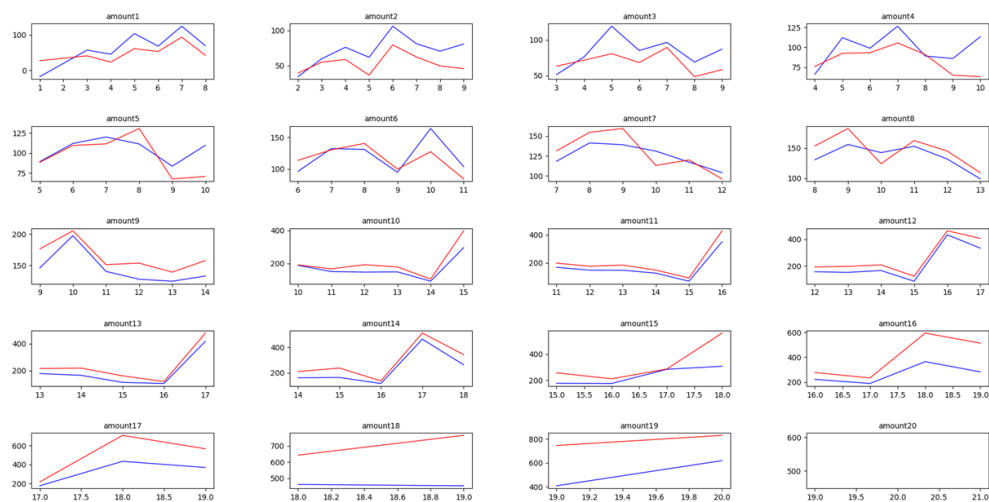 amount1 amount2 amount3 amount4
100 100 100 125
100
0 50 50 75
1 2 3 4 5 6 7 8 2 3 4 5 6 7 8 9 2 3 4 5 6 7 8 9 4 5 6 7 8 9 10
amount5 amount6 amount7 amount8
125 150 150 150
100 125
75 100 100 100
5 6 7 8 9 10 6 7 8 9 10 11 7 8 9 10 11 12 8 9 10 11 12 13
amount9 amount10 amount11 amount12
200 400 400 400
150 200 200 200
9 10 11 12 13 14 10 11 12 13 14 15 11 12 13 14 15 16 12 13 14 15 16 17
amount13 amount14 amount15 amount16
400 400 400 600
400
200 200 200 200
13 14 15 16 17 14 15 16 17 18 15.0 15.5 16.0 16.5 17.0 17.5 18.0 16.0 16.5 17.0 17.5 18.0 18.5 19.0
amount17 amount18 amount19 amount20
600 700 800 600
400 600 600
200 500 400 500
17.0 17.5 18.0 18.5 19.0 18.0 18.2 18.4 18.6 18.8 19.0 19.0 19.2 19.4 19.6 19.8 20.0 19.0 19.5 20.0 20.5 21.0